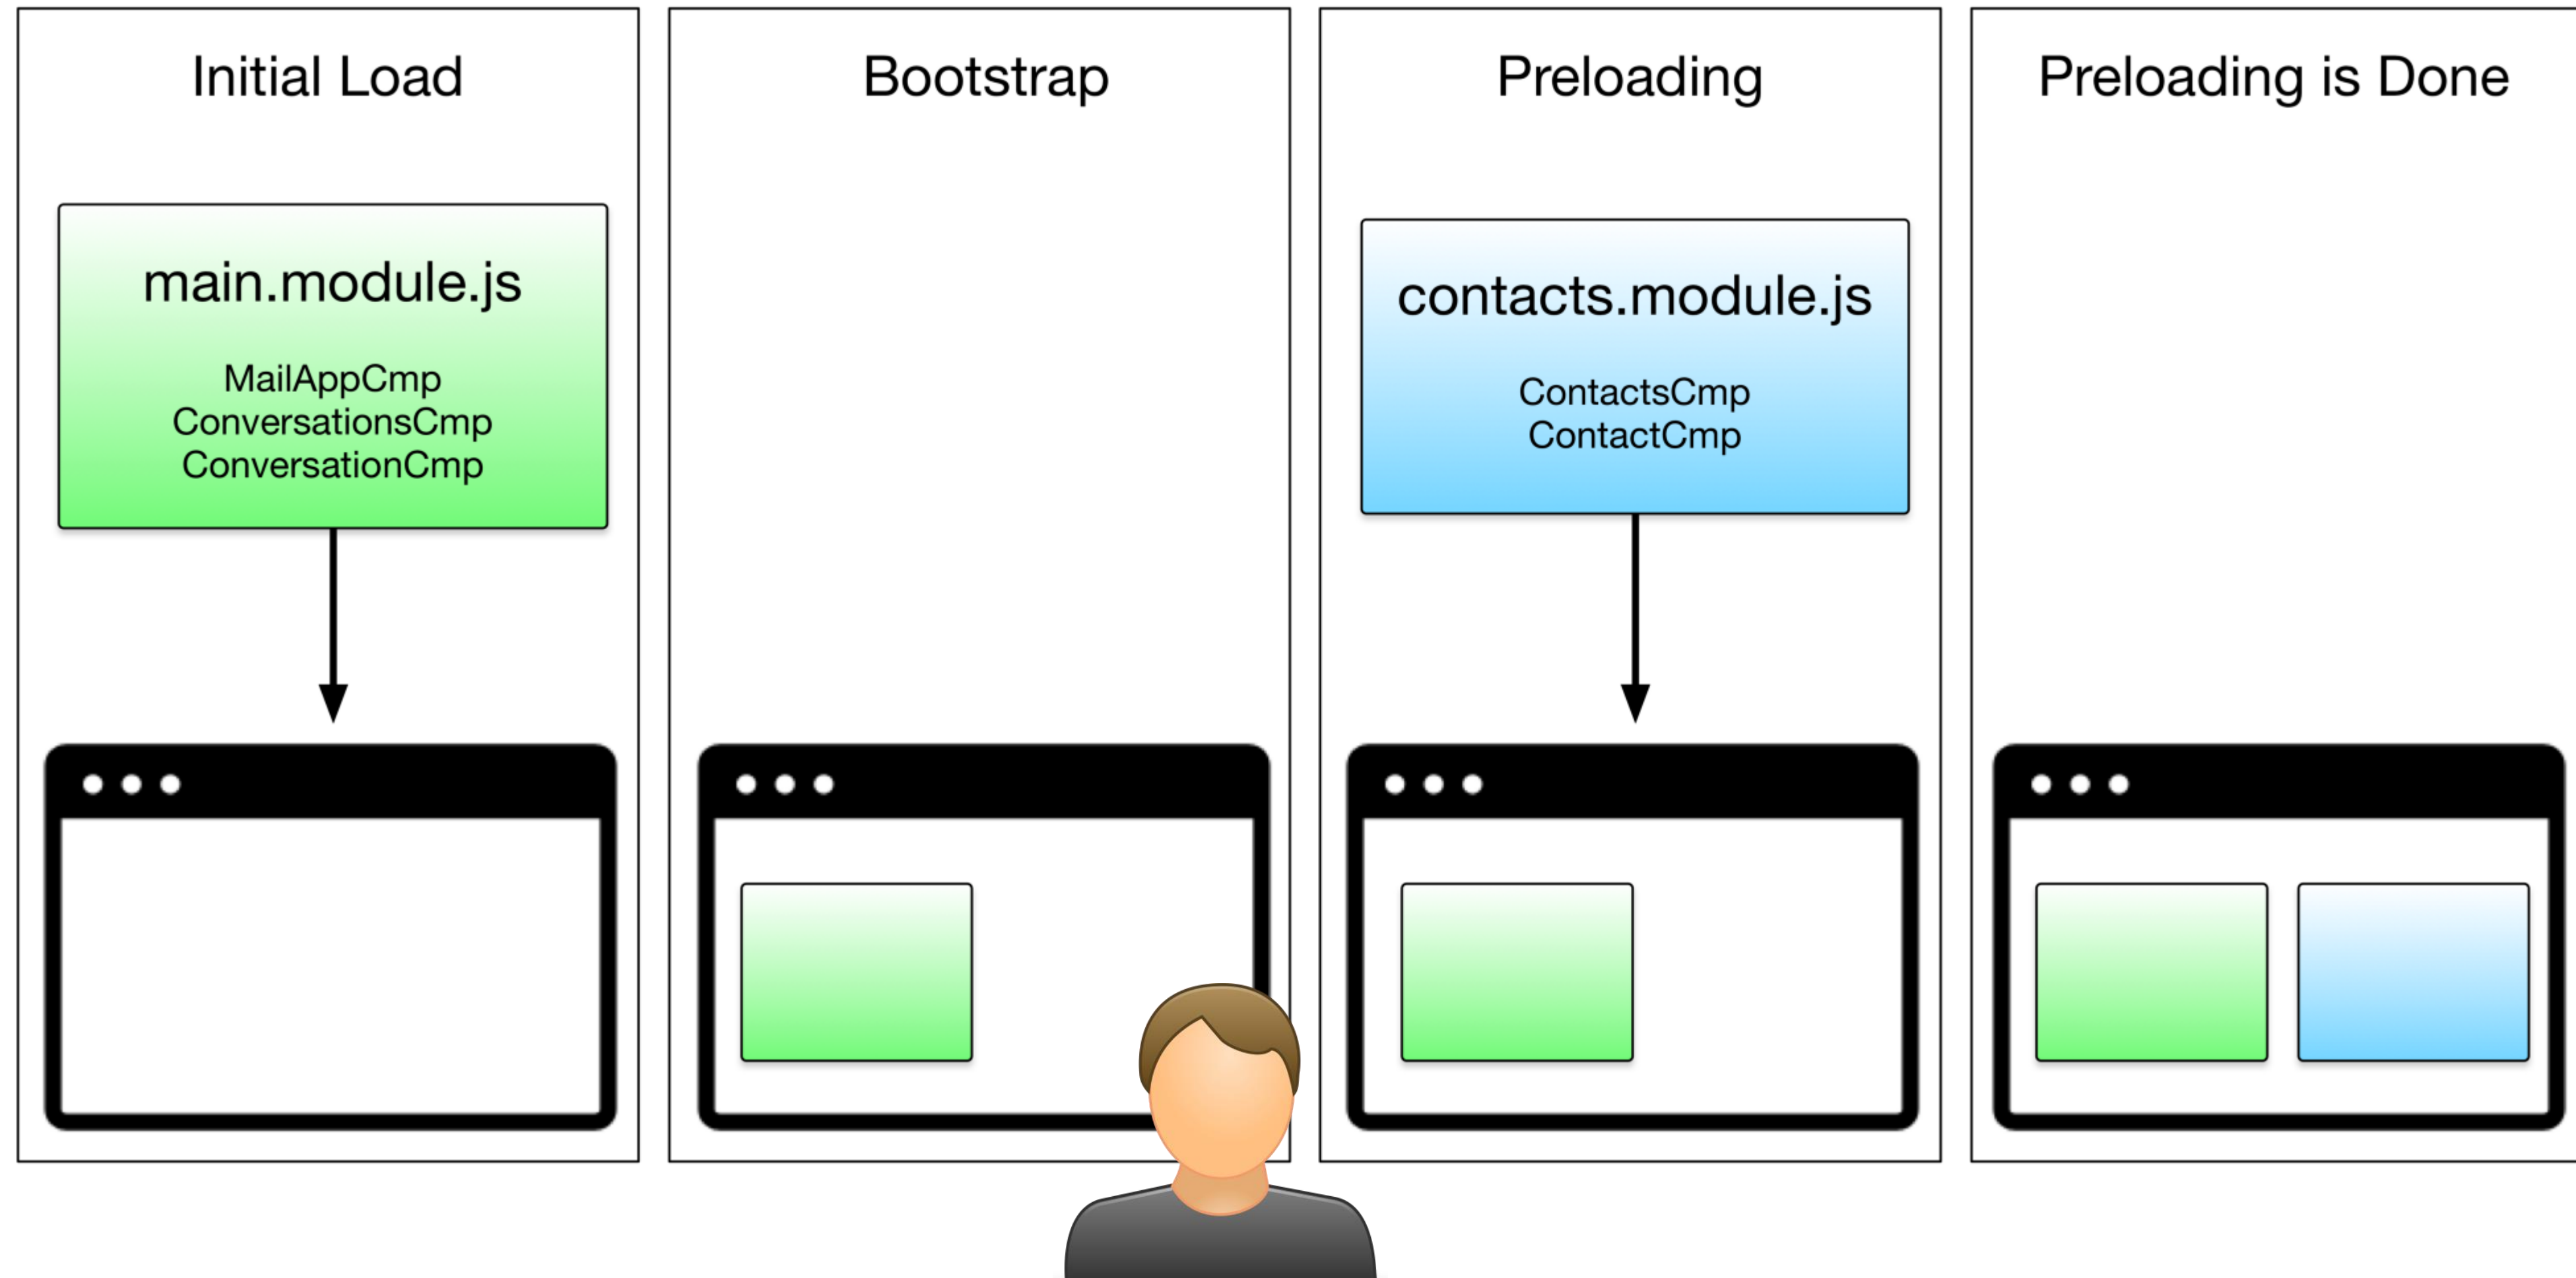 Initial Load
main.module.js
MailAppCmp
ConversationsCmp
ConversationCmp
Bootstrap
Preloading
contacts.module.js
ContactsCmp
ContactCmp
Preloading is Done